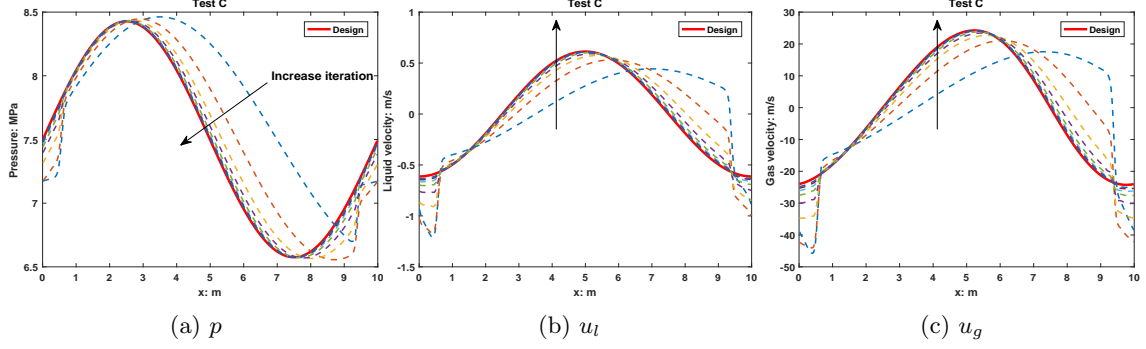 Test C
8.5
8
7.5
7
6.5
Pressure: MPa
Design
Increase iteration
0 1 2 3 4 5 6 7 8 9 10
x: m
(a) p
Test C
1.5
1
0.5
0
-0.5
-1
-1.5
Liquid velocity: m/s
Design
0 1 2 3 4 5 6 7 8 9 10
x: m
(b) u_l
Test C
30
20
10
0
-10
-20
-30
-40
-50
Gas velocity: m/s
Design
0 1 2 3 4 5 6 7 8 9 10
x: m
(c) u_g